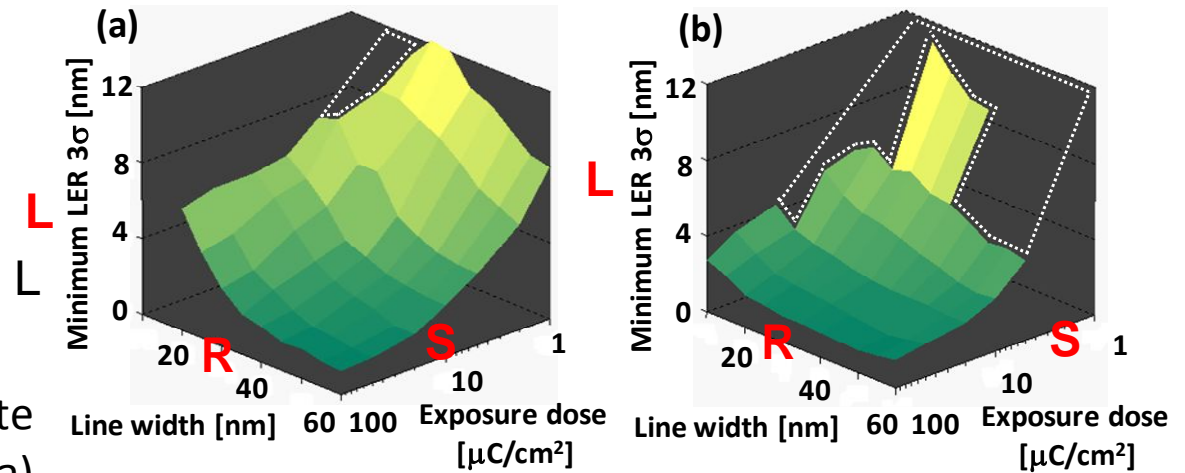 (a)
12
8
4
0
Minimum LER 3σ [nm]
L
L
20
R
40
60
Line width [nm]
100
10
S
1
Exposure dose
[μC/cm²]
(b)
12
8
4
0
Minimum LER 3σ [nm]
L
20
R
40
60
Line width [nm]
100
10
S
1
Exposure dose
[μC/cm²]
te
a)